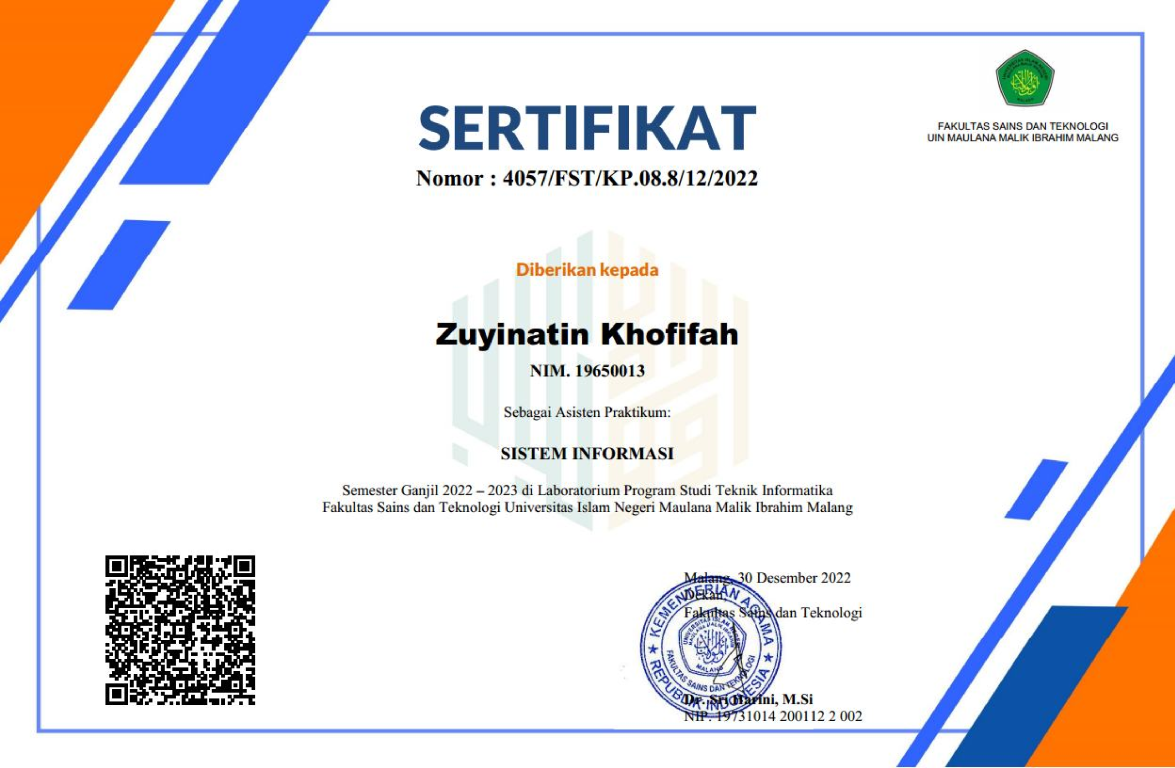 FAKULTAS SAINS DAN TEKNOLOGI
UIN MAULANA MALIK IBRAHIM MALANG
SERTIFIKAT
Nomor : 4057/FST/KP.08.8/12/2022
Diberikan kepada
Zuyinatin Khofifah
NIM. 19650013
Sebagai Asisten Praktikum:
SISTEM INFORMASI
Semester Ganjil 2022 – 2023 di Laboratorium Program Studi Teknik Informatika
Fakultas Sains dan Teknologi Universitas Islam Negeri Maulana Malik Ibrahim Malang
Malang, 30 Desember 2022
Dekan,
Fakultas Sains dan Teknologi
KEMENTERIAN AGAMA
REPUBLIK INDONESIA
FAKULTAS SAINS DAN TEKNOLOGI
MALANG
Dr. Sri Harini, M.Si
NIP. 19731014 200112 2 002